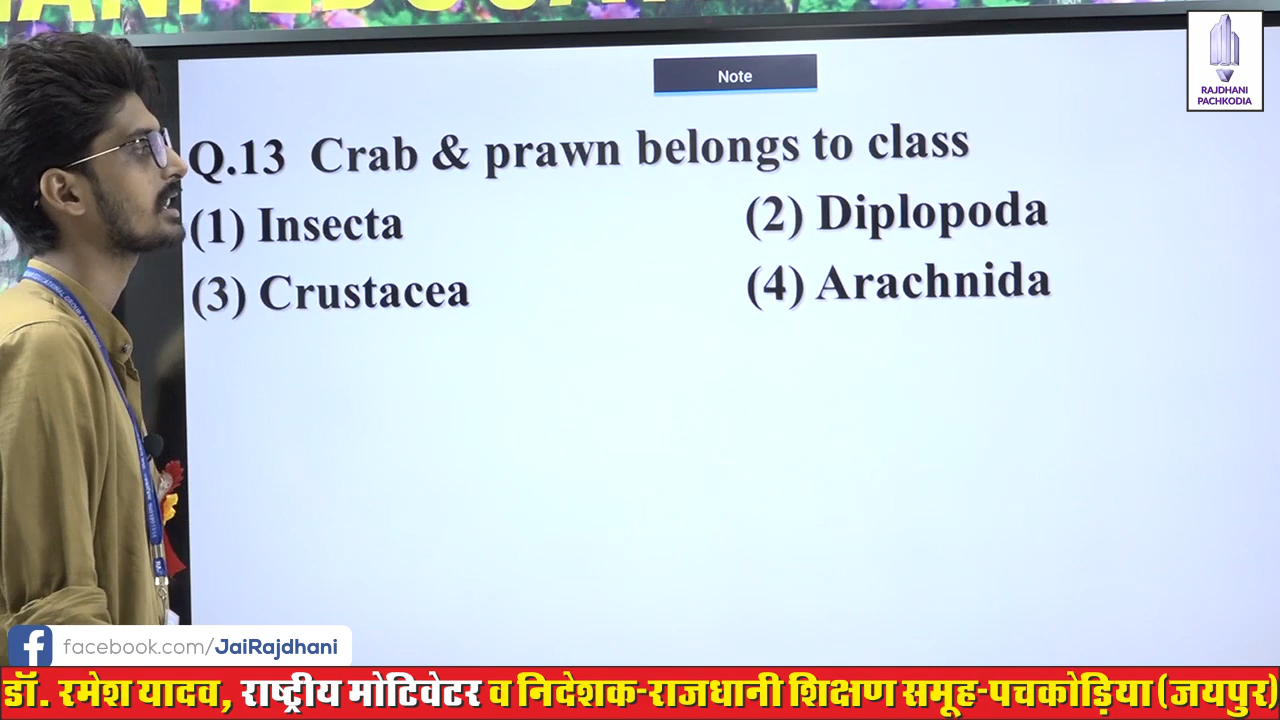 Note
RAJDHANI
PACHKODIA
Q.13 Crab & prawn belongs to class
(1) Insecta (2) Diplopoda
(3) Crustacea (4) Arachnida
facebook.com/JaiRajdhani
डॉ. रमेश यादव, राष्ट्रीय मोटिवेटर व निदेशक-राजधानी शिक्षण समूह-पचकोड़िया (जयपुर)